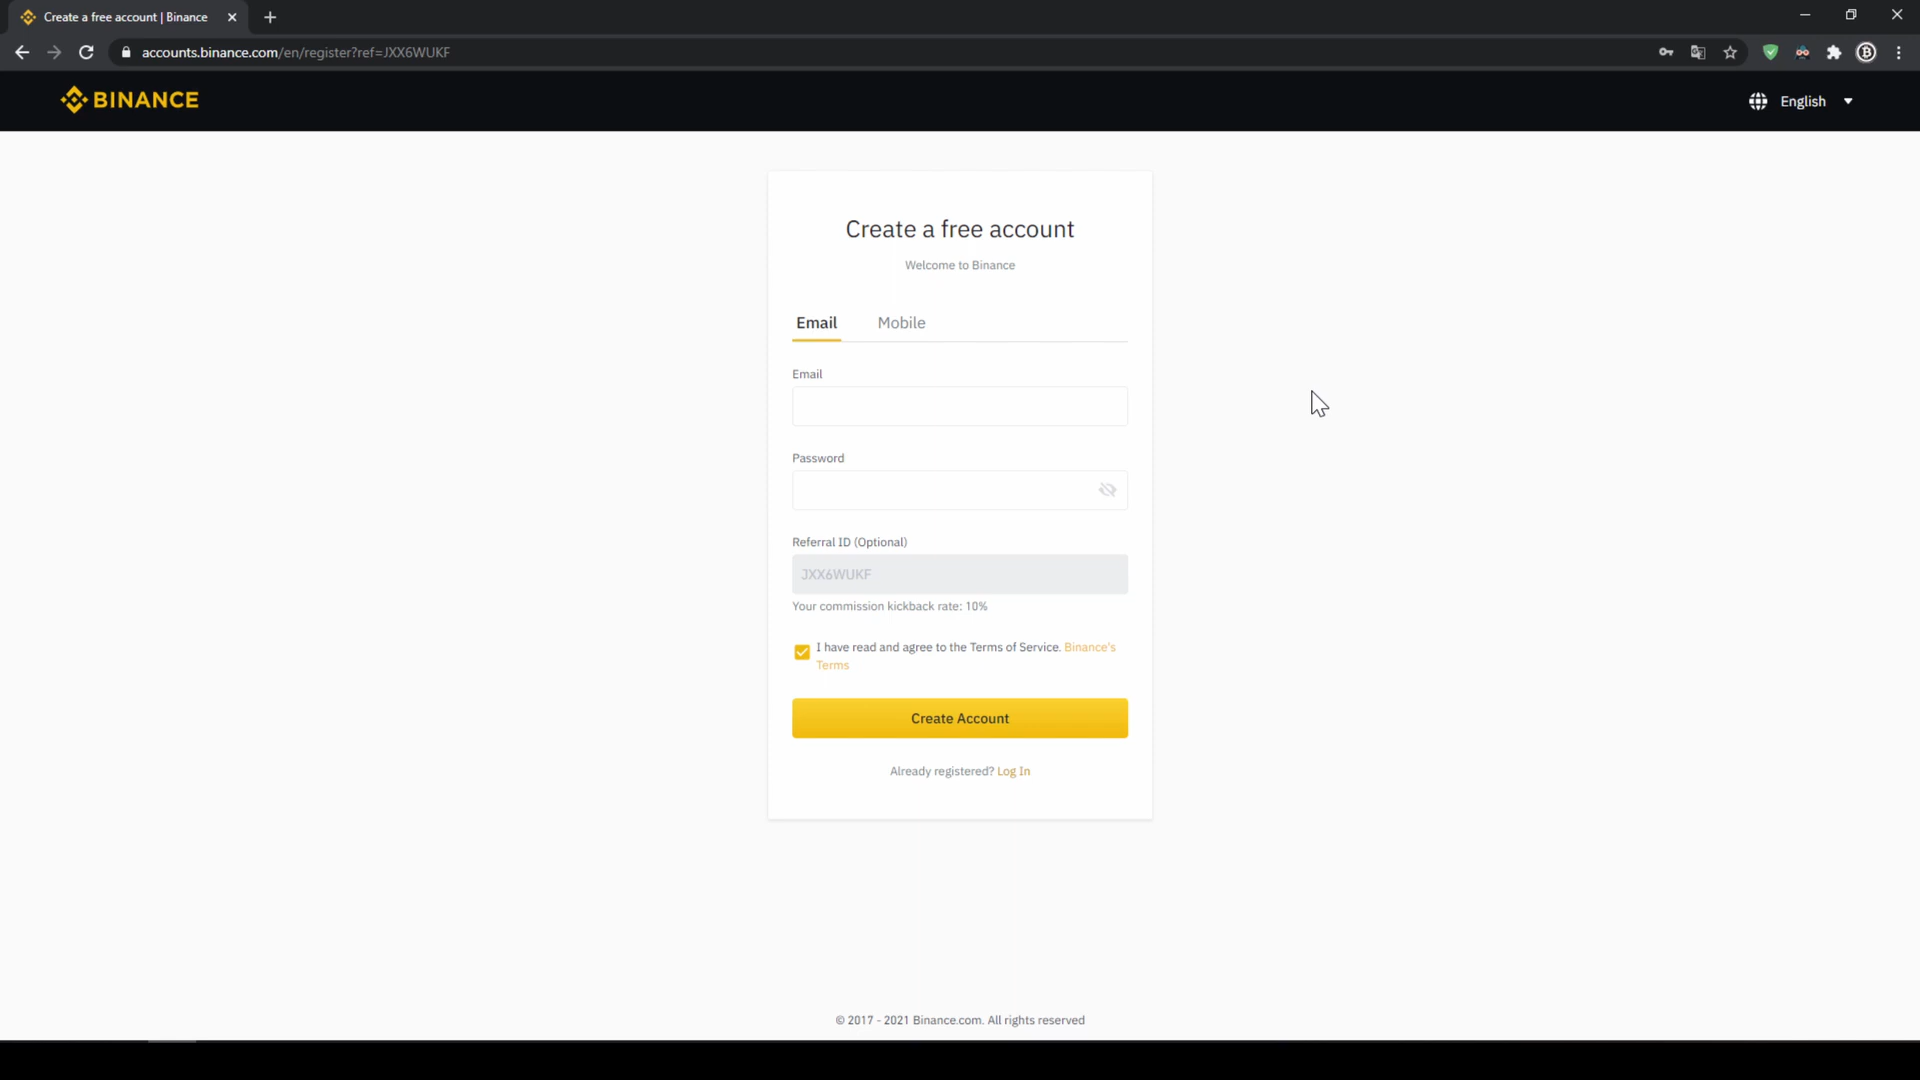 Create a free account | Binance
accounts.binance.com/en/register?ref=JXX6WUKF
BINANCE
English
Create a free account
Welcome to Binance
Email Mobile
Email
Password
Referral ID (Optional)
JXX6WUKF
Your commission kickback rate: 10%
I have read and agree to the Terms of Service. Binance's
Terms
Create Account
Already registered? Log In
© 2017 - 2021 Binance.com. All rights reserved